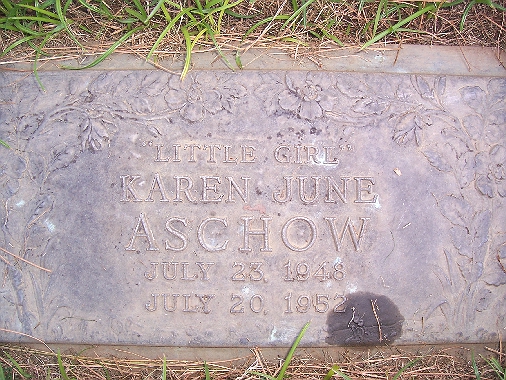 "LITTLE GIRL"
KAREN JUNE
ASCHOW
JULY 23, 1948
JULY 20, 1952